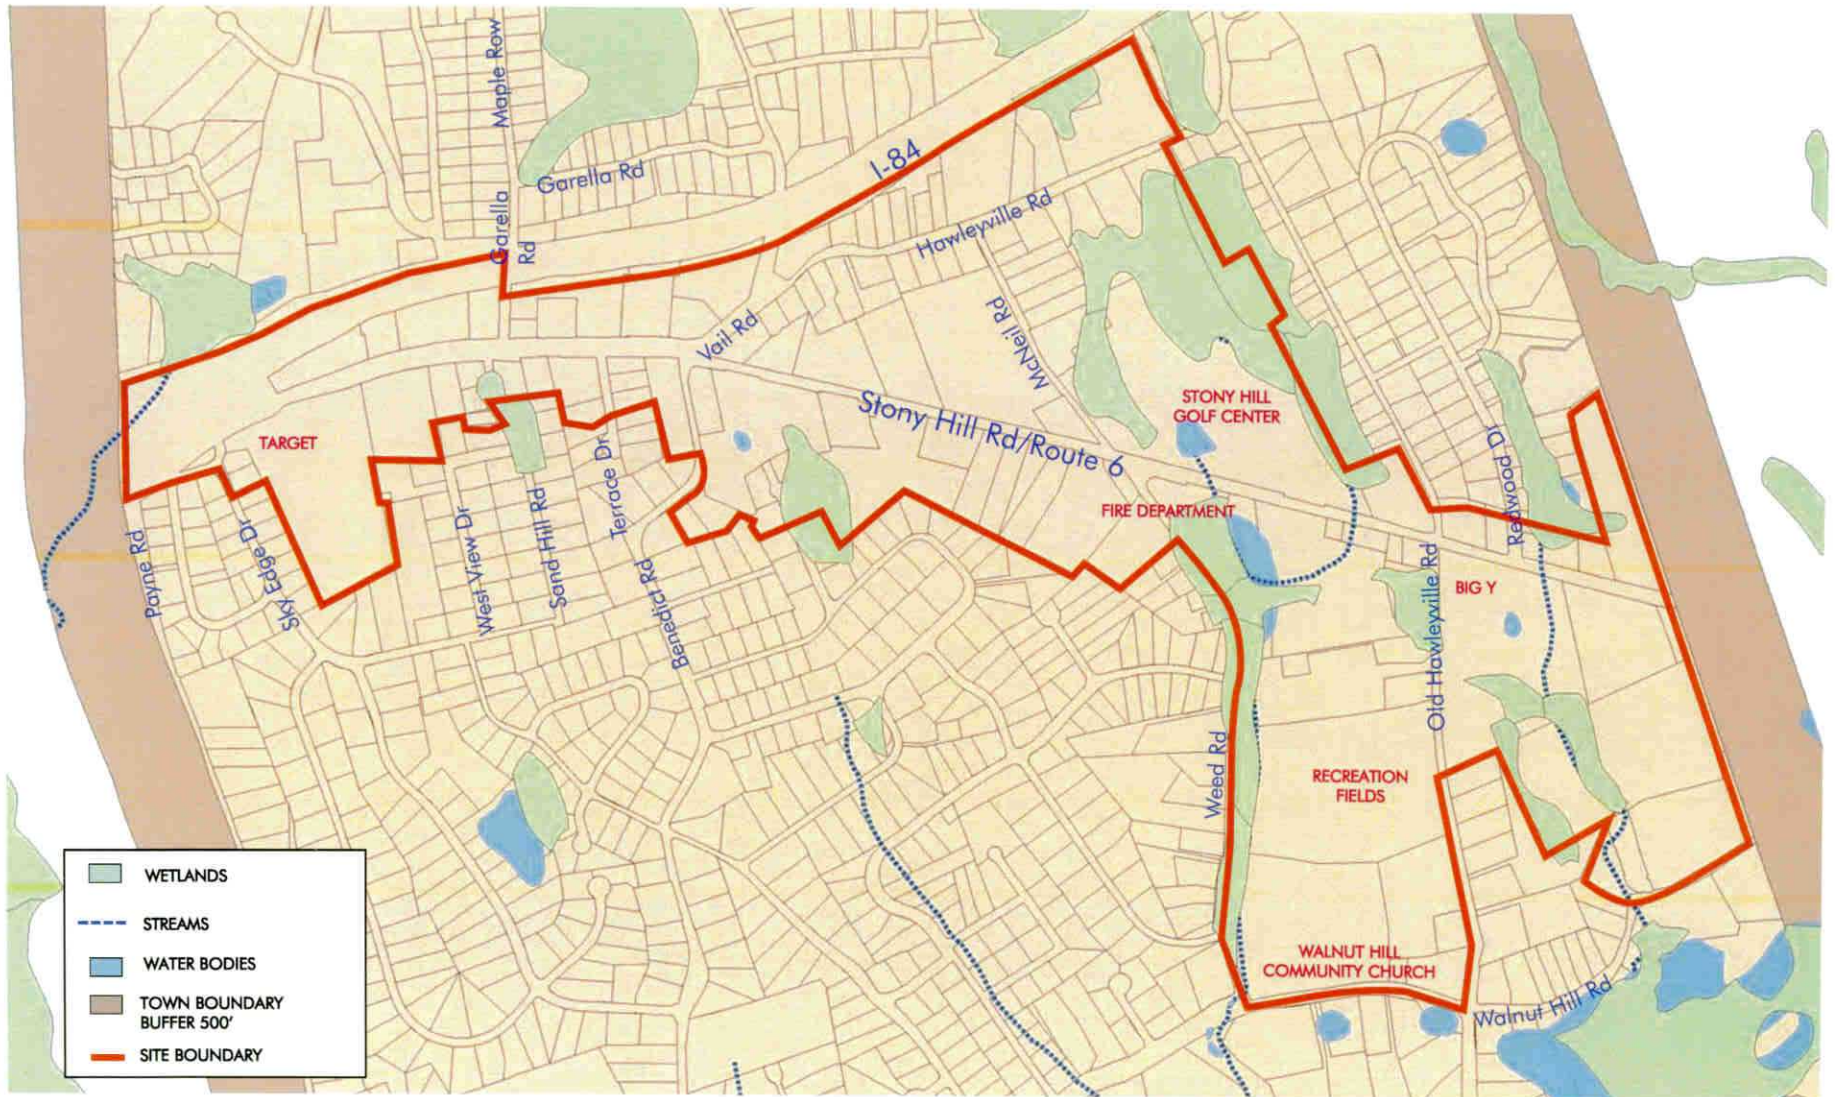 Maple Row
Garella Rd
Garella
Rd
I-84
Hawleyville Rd
Vail Rd
McNeil Rd
Stony Hill Rd/Route 6
STONY HILL
GOLF CENTER
TARGET
FIRE DEPARTMENT
Redwood Dr
Payne Rd
Sky Edge Dr
West View Dr
Sand Hill Rd
Terrace Dr
Benedict Rd
BIG Y
Old Hawleyville Rd
Weed Rd
RECREATION
FIELDS
WALNUT HILL
COMMUNITY CHURCH
Walnut Hill Rd
WETLANDS
STREAMS
WATER BODIES
TOWN BOUNDARY
BUFFER 500'
SITE BOUNDARY